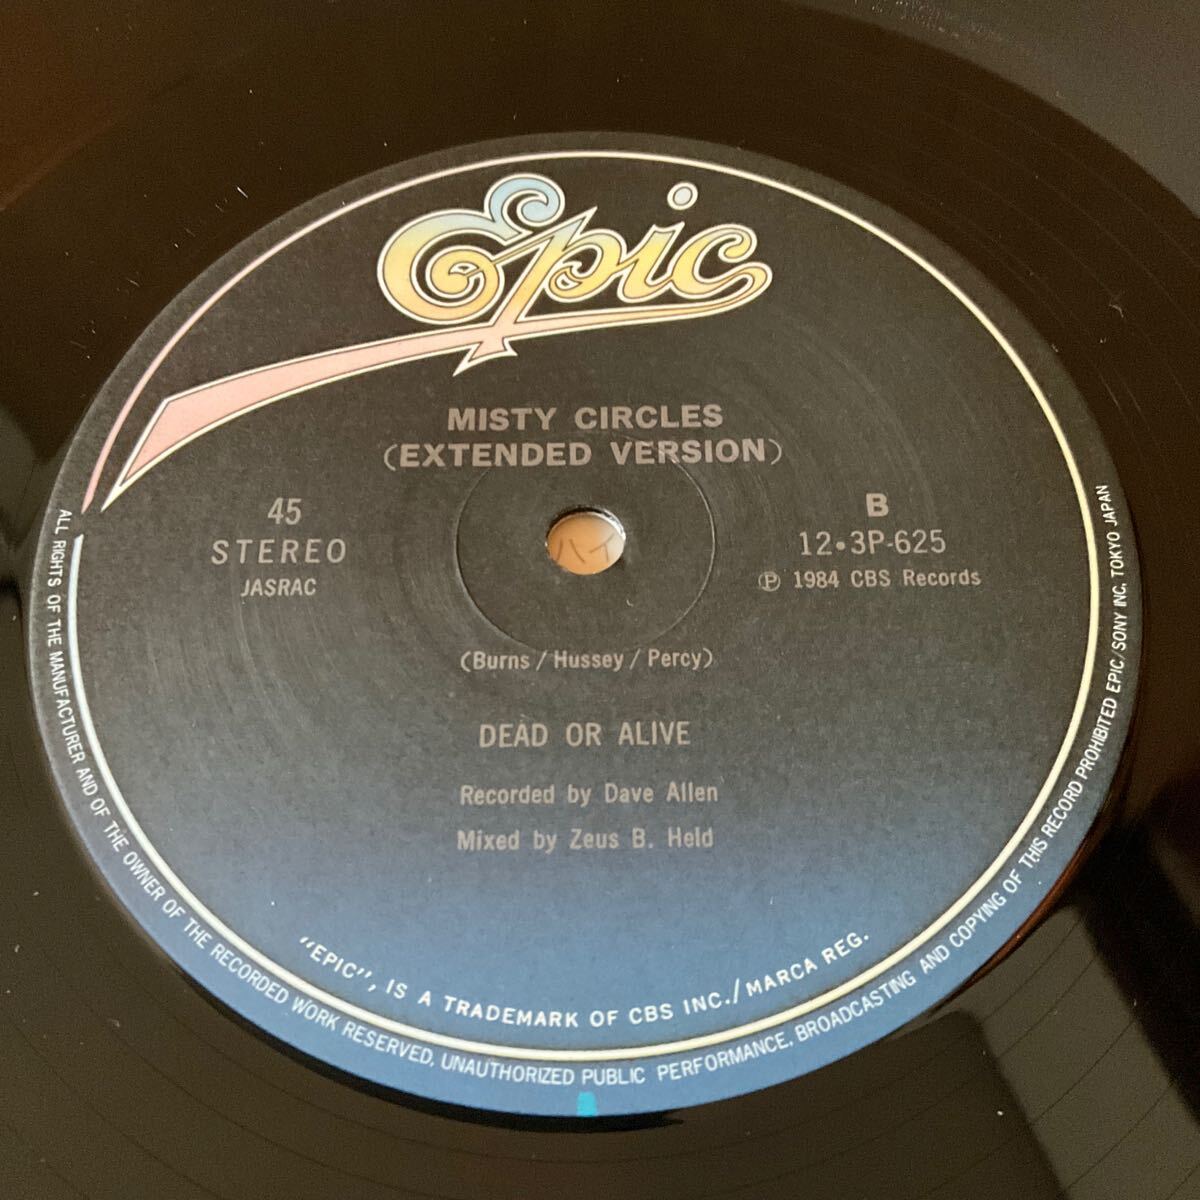 Epic
MISTY CIRCLES
(EXTENDED VERSION)
45
STEREO
JASRAC
B
12・3P-625
Ⓟ 1984 CBS Records
ハイ
(Burns / Hussey / Percy)
DEAD OR ALIVE
Recorded by Dave Allen
Mixed by Zeus B. Held
"EPIC", IS A TRADEMARK OF CBS INC./MARCA REG.
ALL RIGHTS OF THE MANUFACTURER AND OF THE OWNER OF THE RECORDED WORK RESERVED, UNAUTHORIZED PUBLIC PERFORMANCE, BROADCASTING AND COPYING OF THIS RECORD PROHIBITED EPIC/SONY INC. TOKYO JAPAN